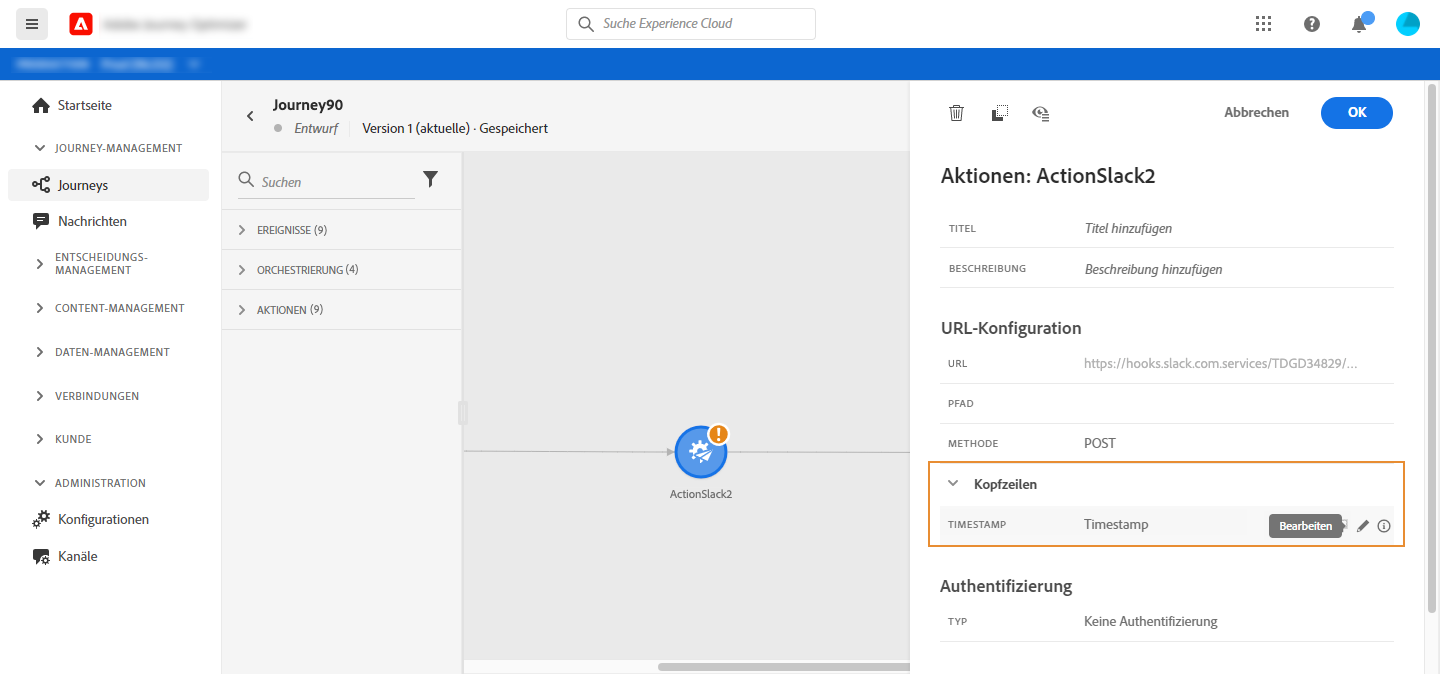 Suche Experience Cloud
Startseite
JOURNEY-MANAGEMENT
Journeys
Nachrichten
ENTSCHEIDUNGS-
MANAGEMENT
CONTENT-MANAGEMENT
DATEN-MANAGEMENT
VERBINDUNGEN
KUNDE
ADMINISTRATION
Konfigurationen
Kanäle
Journey90
Entwurf Version 1 (aktuelle) · Gespeichert
Suchen
EREIGNISSE (9)
ORCHESTRIERUNG (4)
AKTIONEN (9)
ActionSlack2
Abbrechen OK
Aktionen: ActionSlack2
TITEL Titel hinzufügen
BESCHREIBUNG Beschreibung hinzufügen
URL-Konfiguration
URL https://hooks.slack.com.services/TDGD34829/...
PFAD
METHODE POST
Kopfzeilen
TIMESTAMP Timestamp Bearbeiten
Authentifizierung
TYP Keine Authentifizierung